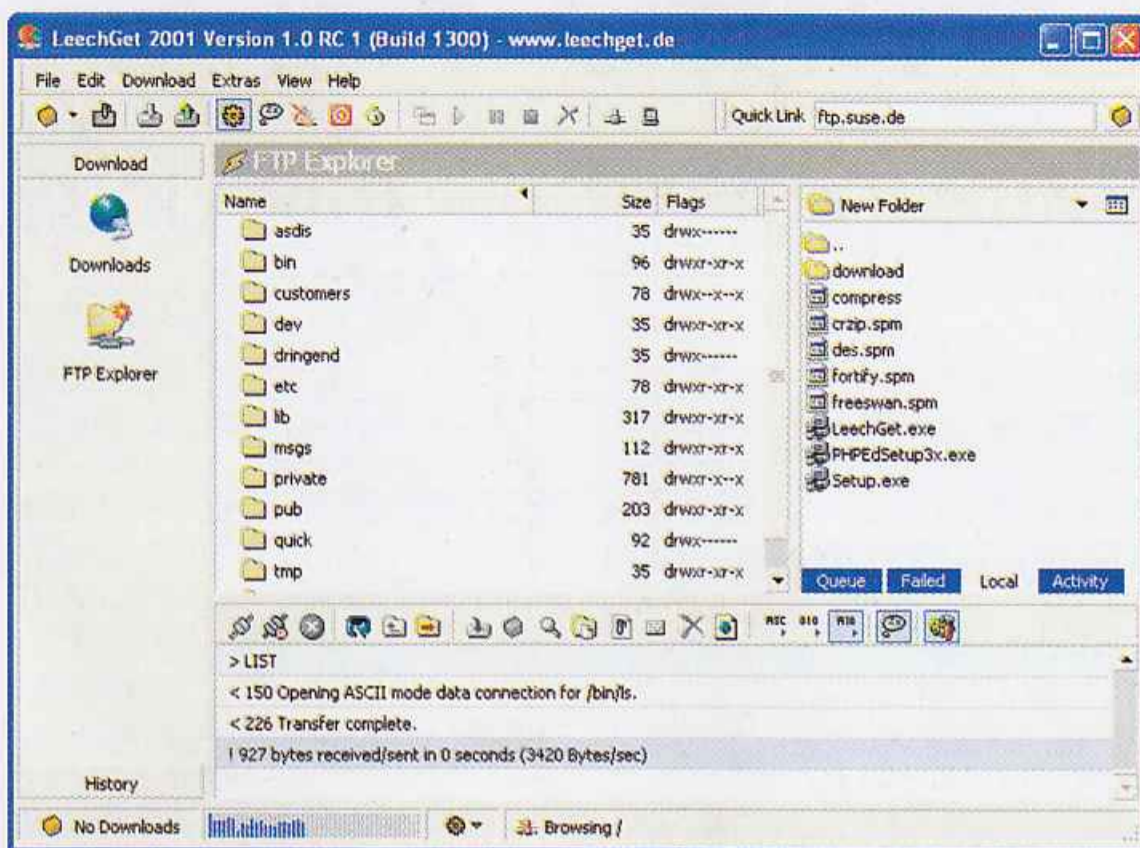 LeechGet 2001 Version 1.0 RC 1 (Build 1300) - www.leechget.de
File Edit Download Extras View Help
Quick Link ftp.suse.de
Download
FTP Explorer
Downloads
FTP Explorer
Name Size Flags
asdis 35 drwx------
bin 96 drwxr-xr-x
customers 78 drwx--x--x
dev 35 drwxr-xr-x
dringend 35 drwx------
etc 78 drwxr-xr-x
lib 317 drwxr-xr-x
msgs 112 drwxr-xr-x
private 781 drwxr-x--x
pub 203 drwxr-xr-x
quick 92 drwx------
tmp 35 drwxr-xr-x
New Folder
..
download
compress
crzip.spm
des.spm
fortify.spm
freeswan.spm
LeechGet.exe
PHPEdSetup3x.exe
Setup.exe
Queue Failed Local Activity
ASC BIN
> LIST
< 150 Opening ASCII mode data connection for /bin/ls.
< 226 Transfer complete.
! 927 bytes received/sent in 0 seconds (3420 Bytes/sec)
History
No Downloads
Browsing /